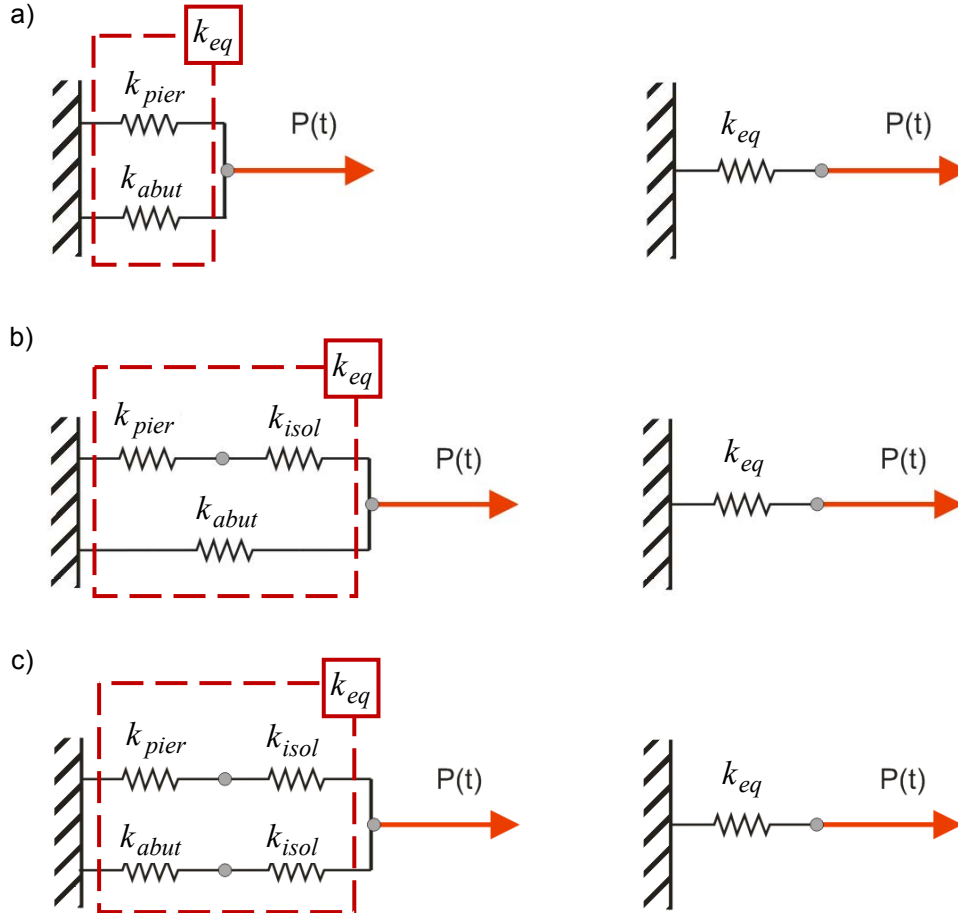 a)
k_eq
k_pier
P(t)
k_abut
k_eq
P(t)
b)
k_eq
k_pier
k_isol
P(t)
k_abut
k_eq
P(t)
c)
k_eq
k_pier
k_isol
P(t)
k_abut
k_isol
k_eq
P(t)